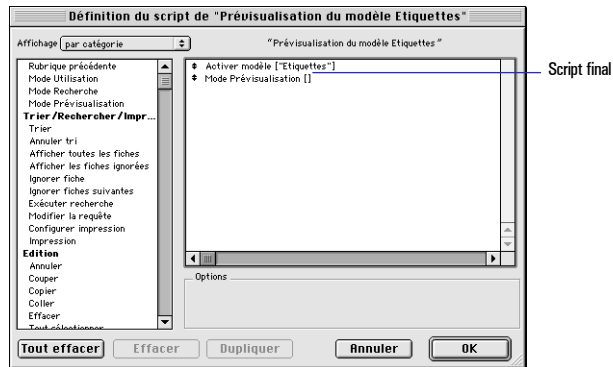 Définition du script de "Prévisualisation du modèle Etiquettes"
Affichage par catégorie
"Prévisualisation du modèle Etiquettes"
Rubrique précédente
Mode Utilisation
Mode Recherche
Mode Prévisualisation
Trier/Rechercher/Impr...
Trier
Annuler tri
Afficher toutes les fiches
Afficher les fiches ignorées
Ignorer fiche
Ignorer fiches suivantes
Exécuter recherche
Modifier la requête
Configurer impression
Impression
Edition
Annuler
Couper
Copier
Coller
Effacer
Tout sélectionner
Activer modèle ["Etiquettes"]
Mode Prévisualisation []
Script final
Options
Tout effacer
Effacer
Dupliquer
Annuler
OK